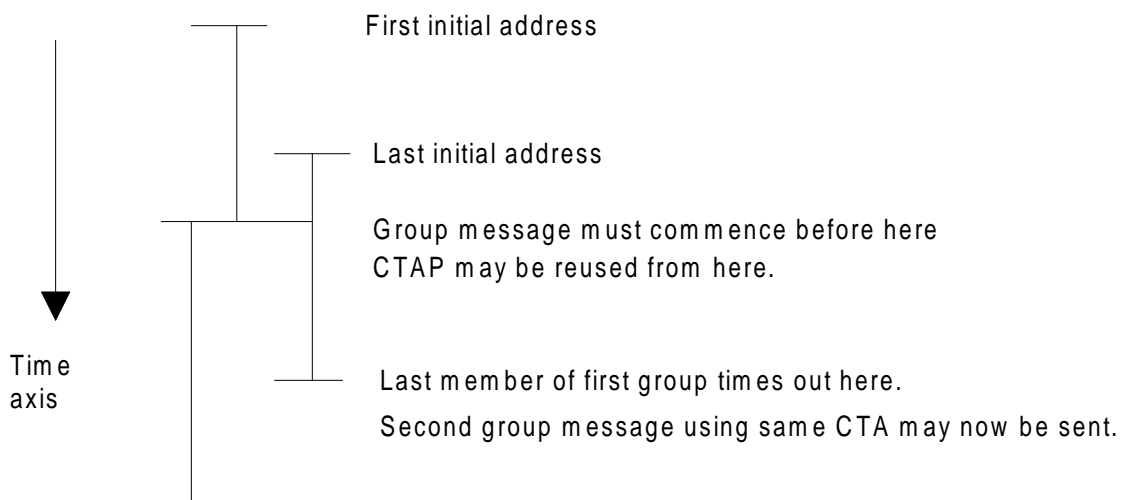 First initial address
Last initial address
Group message must commence before here
CTAP may be reused from here.
Time
axis
Last member of first group times out here.
Second group message using same CTA may now be sent.